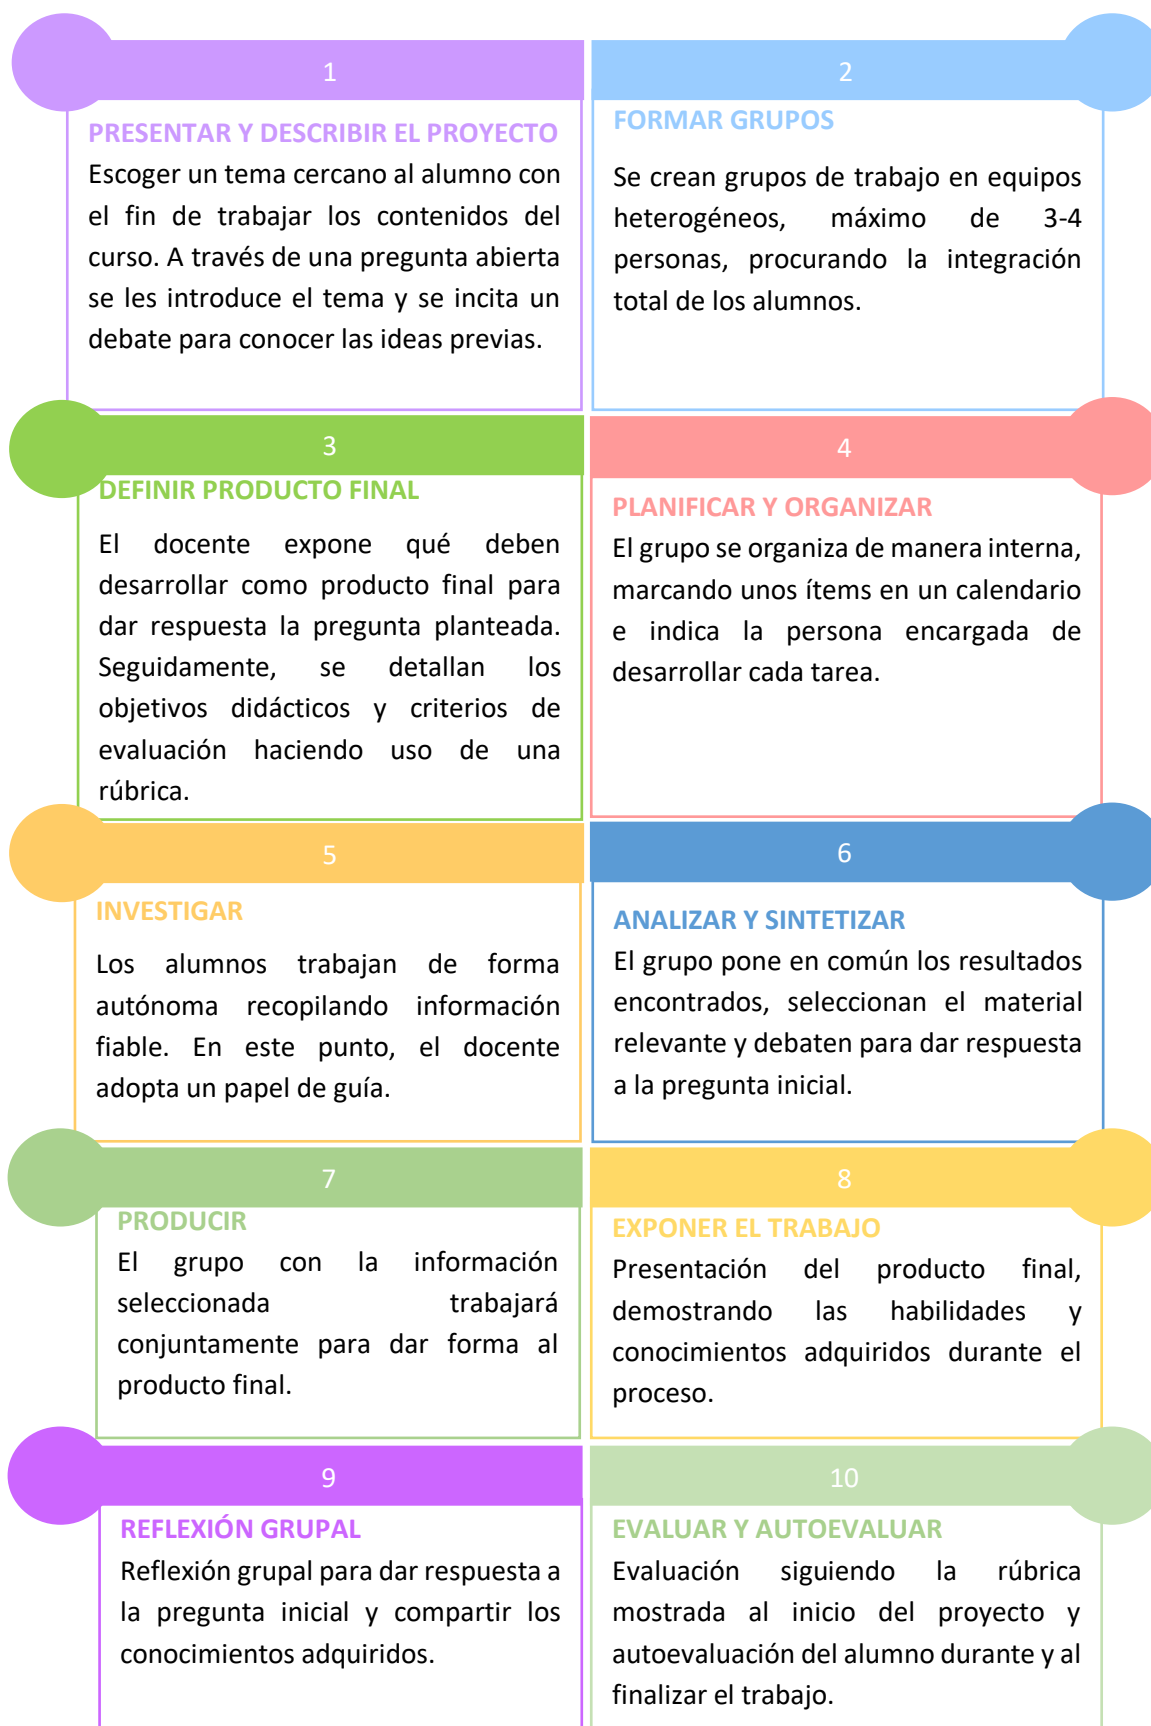 1
PRESENTAR Y DESCRIBIR EL PROYECTO
Escoger un tema cercano al alumno con
el fin de trabajar los contenidos del
curso. A través de una pregunta abierta
se les introduce el tema y se incita un
debate para conocer las ideas previas.
2
FORMAR GRUPOS
Se crean grupos de trabajo en equipos
heterogéneos, máximo de 3-4
personas, procurando la integración
total de los alumnos.
3
DEFINIR PRODUCTO FINAL
El docente expone qué deben
desarrollar como producto final para
dar respuesta la pregunta planteada.
Seguidamente, se detallan los
objetivos didácticos y criterios de
evaluación haciendo uso de una
rúbrica.
4
PLANIFICAR Y ORGANIZAR
El grupo se organiza de manera interna,
marcando unos ítems en un calendario
e indica la persona encargada de
desarrollar cada tarea.
5
INVESTIGAR
Los alumnos trabajan de forma
autónoma recopilando información
fiable. En este punto, el docente
adopta un papel de guía.
6
ANALIZAR Y SINTETIZAR
El grupo pone en común los resultados
encontrados, seleccionan el material
relevante y debaten para dar respuesta
a la pregunta inicial.
7
PRODUCIR
El grupo con la información
seleccionada trabajará
conjuntamente para dar forma al
producto final.
8
EXPONER EL TRABAJO
Presentación del producto final,
demostrando las habilidades y
conocimientos adquiridos durante el
proceso.
9
REFLEXIÓN GRUPAL
Reflexión grupal para dar respuesta a
la pregunta inicial y compartir los
conocimientos adquiridos.
10
EVALUAR Y AUTOEVALUAR
Evaluación siguiendo la rúbrica
mostrada al inicio del proyecto y
autoevaluación del alumno durante y al
finalizar el trabajo.